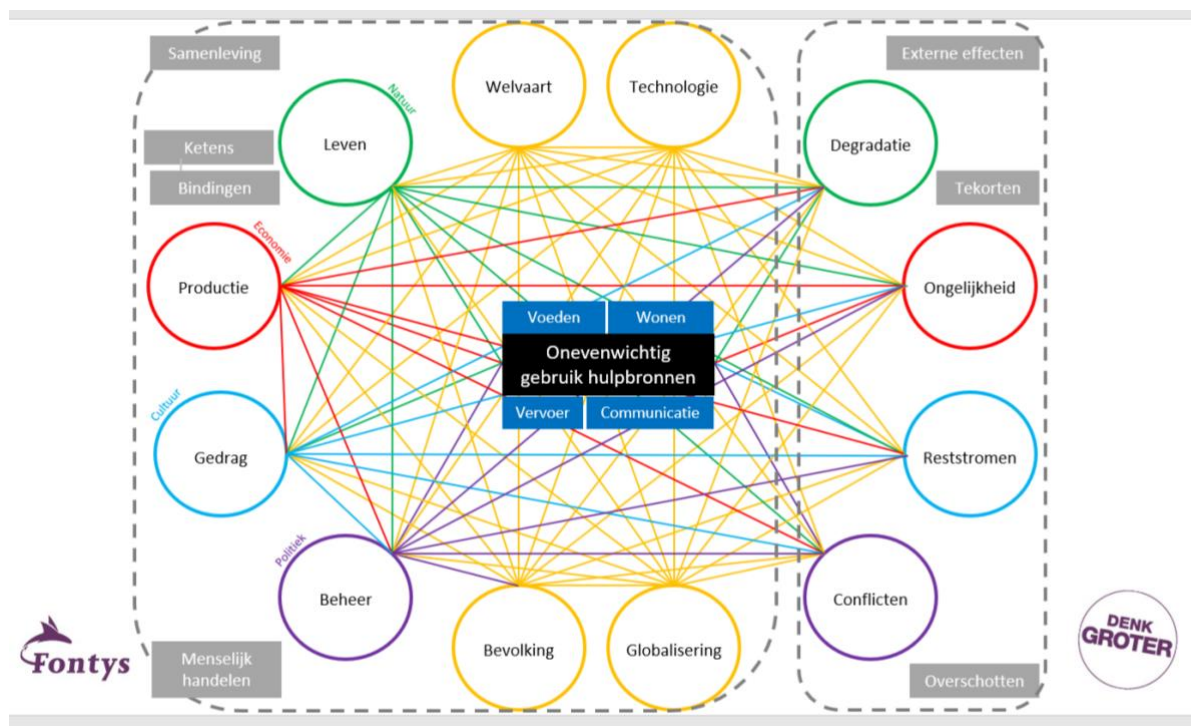 Samenleving
Externe effecten
Welvaart
Technologie
Natuur
Leven
Degradatie
Ketens
Bindingen
Tekorten
Economie
Productie
Ongelijkheid
Voeden
Wonen
Onevenwichtig
gebruik hulpbronnen
Vervoer
Communicatie
Cultuur
Gedrag
Reststromen
Politiek
Beheer
Conflicten
Bevolking
Globalisering
Fontys
Menselijk
handelen
Overschotten
DENK
GROTER